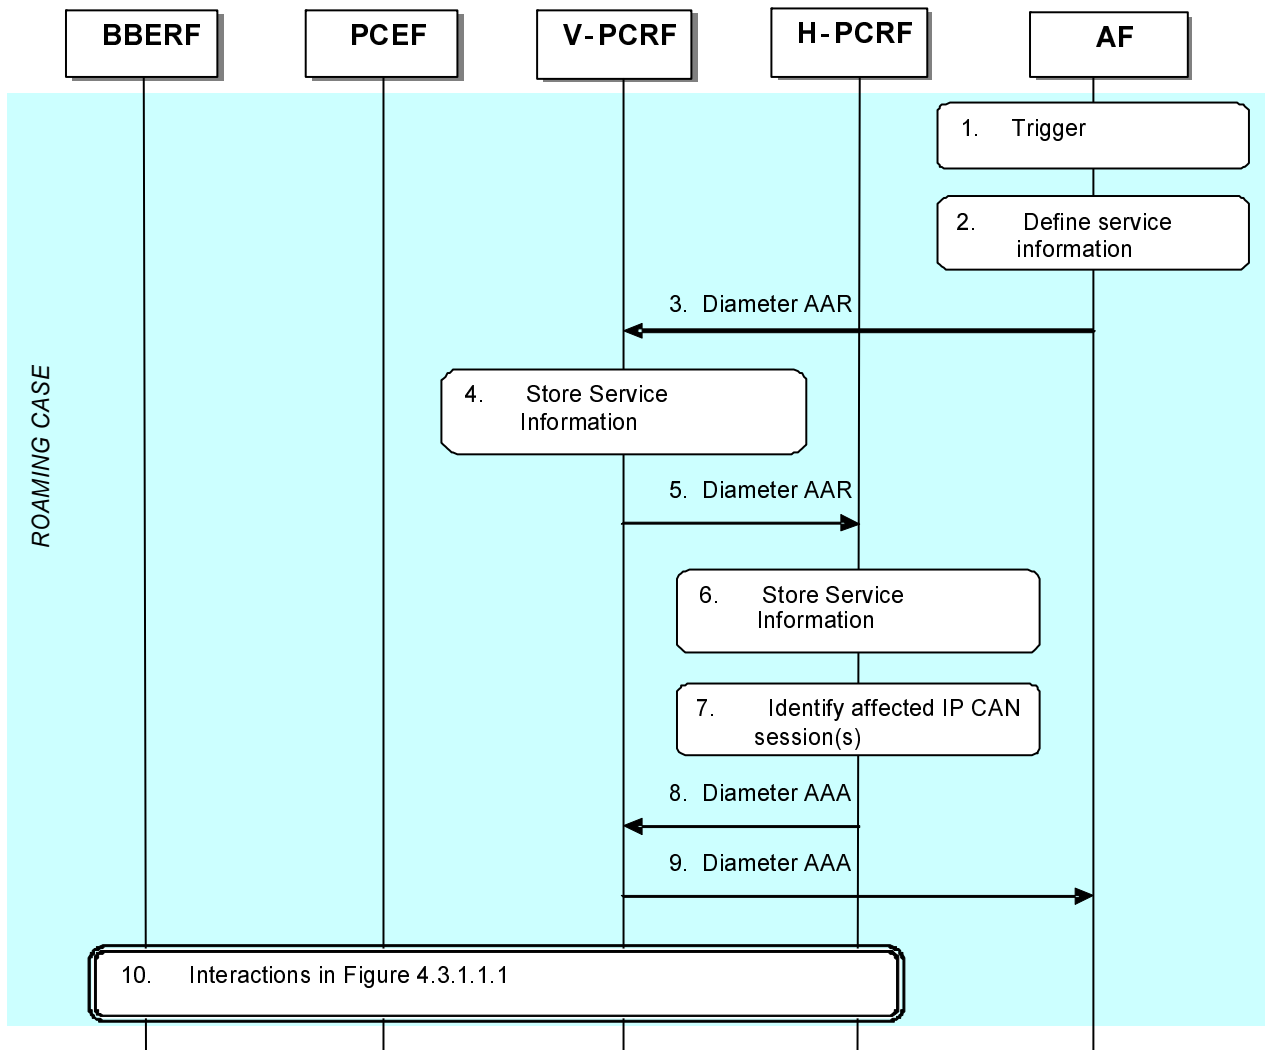 BBERF
PCEF
V-PCRF
H-PCRF
AF
1. Trigger
2. Define service
information
3. Diameter AAR
4. Store Service
Information
5. Diameter AAR
ROAMING CASE
6. Store Service
Information
7. Identify affected IP CAN
session(s)
8. Diameter AAA
9. Diameter AAA
10. Interactions in Figure 4.3.1.1.1